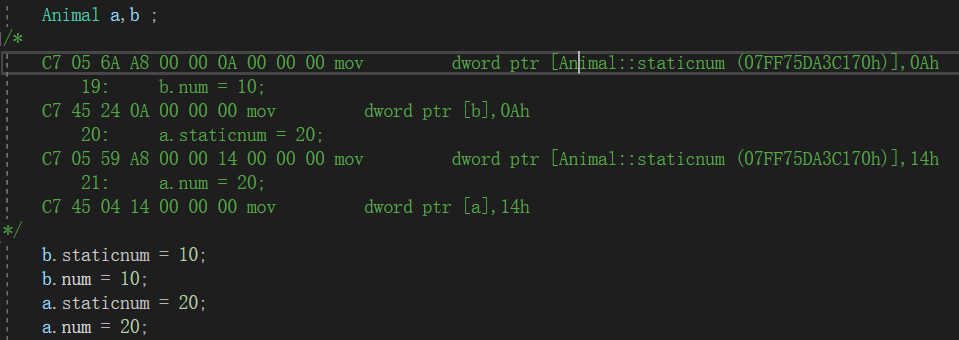 Animal a,b ;
/*
C7 05 6A A8 00 00 0A 00 00 00 mov dword ptr [Animal::staticnum (07FF75DA3C170h)],0Ah
19: b.num = 10;
C7 45 24 0A 00 00 00 mov dword ptr [b],0Ah
20: a.staticnum = 20;
C7 05 59 A8 00 00 14 00 00 00 mov dword ptr [Animal::staticnum (07FF75DA3C170h)],14h
21: a.num = 20;
C7 45 04 14 00 00 00 mov dword ptr [a],14h
*/
b.staticnum = 10;
b.num = 10;
a.staticnum = 20;
a.num = 20;